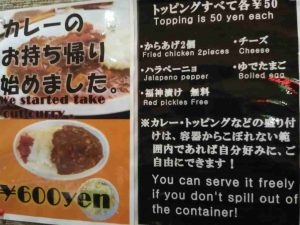 カレーの
お持ち帰り
始めました。
We started take
out curry.
¥600yen
トッピングすべて各¥50
Topping is 50 yen each
・からあげ2個
Fried chicken 2pieces
・チーズ
Cheese
・ハラペーニョ
Jalapeno pepper
・ゆでたまご
Boiled egg
・福神漬け 無料
Red pickles Free
※カレー・トッピングなどの盛り付
けは、容器からこぼれない範
囲内であれば自分好みに、ご
自由にできます！
You can serve it freely
if you don't spill out of
the container!